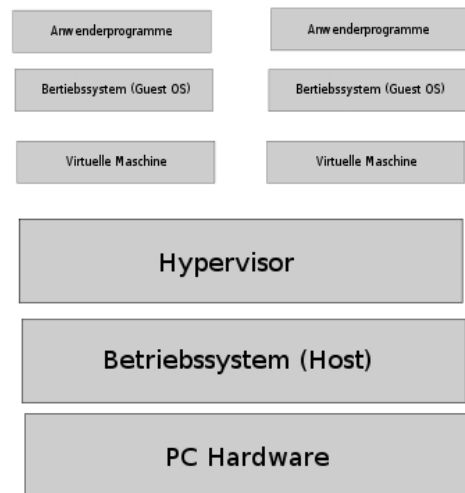 Anwenderprogramme
Anwenderprogramme
Bertiebssystem (Guest OS)
Bertiebssystem (Guest OS)
Virtuelle Maschine
Virtuelle Maschine
Hypervisor
Betriebssystem (Host)
PC Hardware